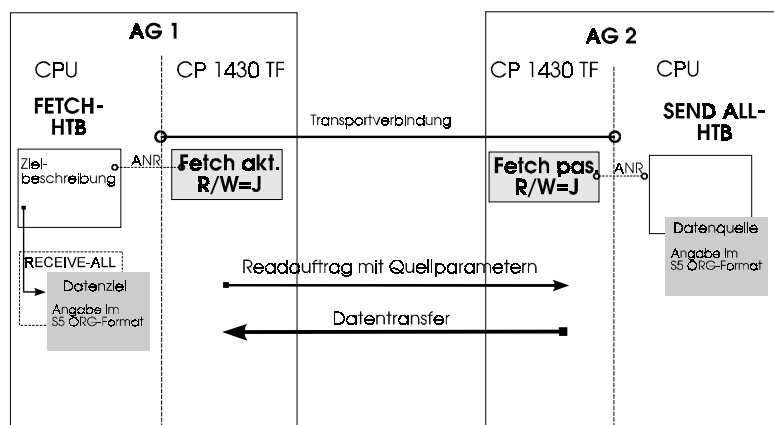 AG 1
CPU
CP 1430 TF
FETCH-
HTB
Ziel-
beschreibung
ANR
Fetch akt.
R/W=J
RECEIVE-ALL
Datenziel
Angabe im
S5 ORG-Format
Transportverbindung
Readauftrag mit Quellparametern
Datentransfer
AG 2
CP 1430 TF
CPU
SEND ALL-
HTB
Fetch pas.
R/W=J
ANR
Datenquelle
Angabe im
S5 ORG-Format